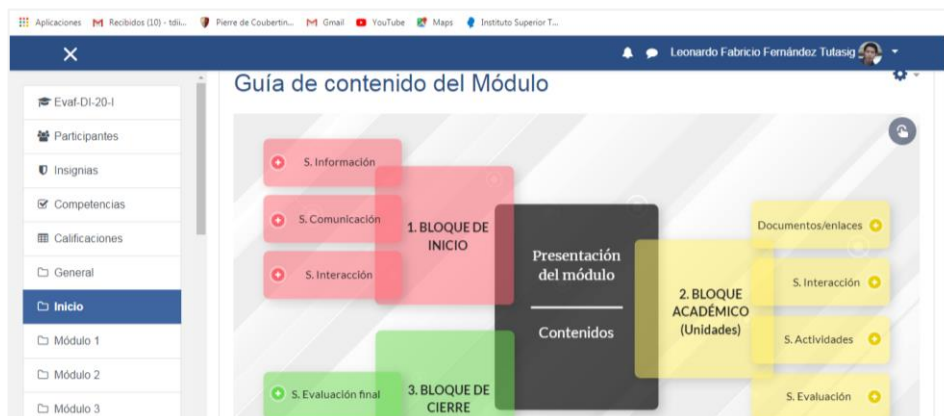 Aplicaciones Recibidos (10) - tdii... Pierre de Coubertin... Gmail YouTube Maps Instituto Superior T...
Leonardo Fabricio Fernández Tutasig
Guía de contenido del Módulo
Evaf-DI-20-I
Participantes
Insignias
Competencias
Calificaciones
General
Inicio
Módulo 1
Módulo 2
Módulo 3
S. Información
S. Comunicación
S. Interacción
1. BLOQUE DE
INICIO
Presentación
del módulo
Contenidos
2. BLOQUE
ACADÉMICO
(Unidades)
Documentos/enlaces
S. Interacción
S. Actividades
S. Evaluación
S. Evaluación final
3. BLOQUE DE
CIERRE